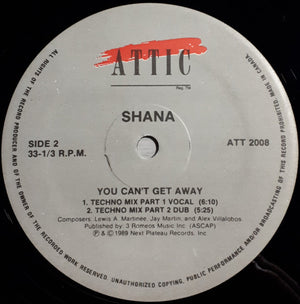 ATTIC
Reg. TM
SHANA
SIDE 2
33-1/3 R.P.M.
ATT 2008
YOU CAN'T GET AWAY
1. TECHNO MIX PART 1 VOCAL (6:10)
2. TECHNO MIX PART 2 DUB (5:25)
Composers: Lewis A. Martineé, Jay Martin, and Alex Villalobos
Published by: 3 Rimeos Music Inc. (ASCAP)
℗ & © 1989 Next Plateau Records, Inc
ALL RIGHTS OF THE RECORD PRODUCER AND OF THE OWNER OF THE RECORDED WORK RESERVED. UNAUTHORIZED COPYING, PUBLIC PERFORMANCE AND BROADCASTING OF THIS RECORD PROHIBITED. MADE IN CANADA.